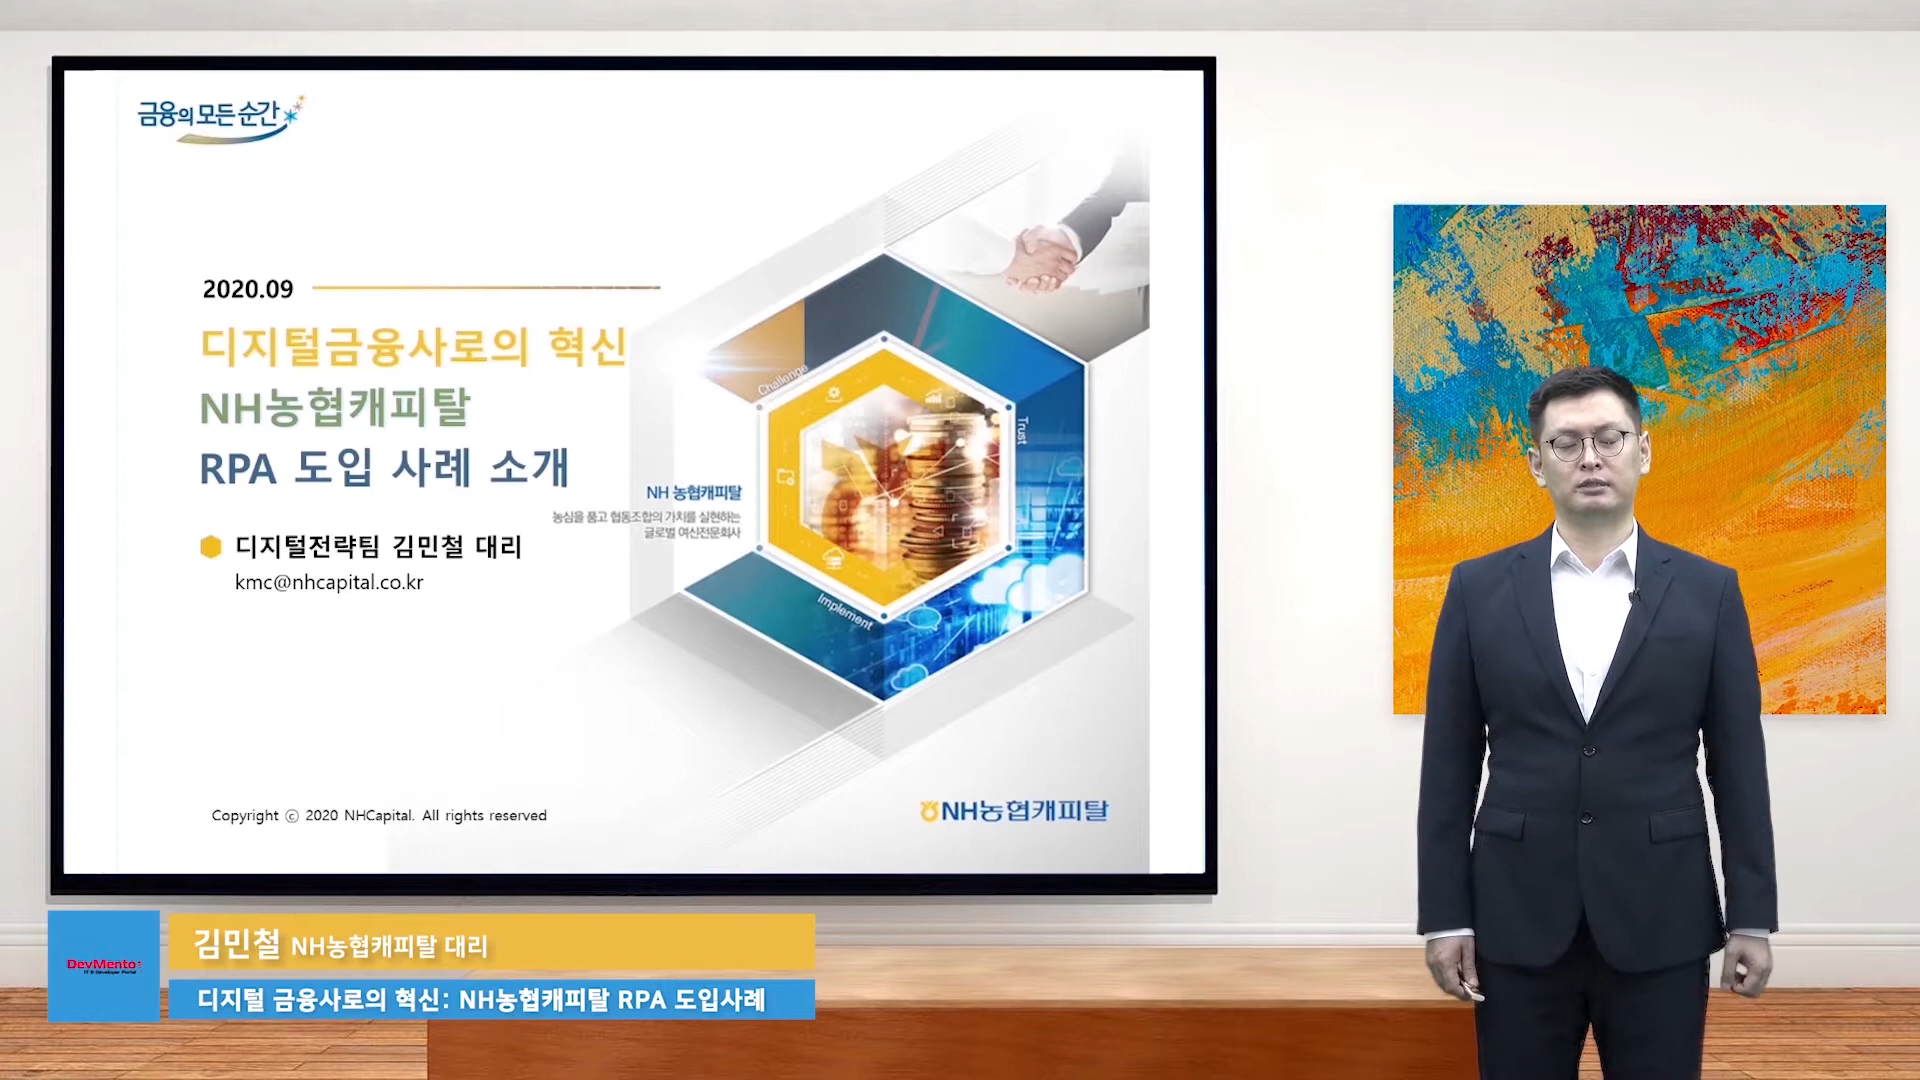 금융의 모든 순간
2020.09
디지털금융사로의 혁신
NH농협캐피탈
RPA 도입 사례 소개
디지털전략팀 김민철 대리
kmc@nhcapital.co.kr
Challenge
Trust
Implement
NH 농협캐피탈
농심을 품고 협동조합의 가치를 실현하는
글로벌 여신전문회사
Copyright ⓒ 2020 NHCapital. All rights reserved
NH농협캐피탈
DevMento
IT & Developer Portal
김민철 NH농협캐피탈 대리
디지털 금융사로의 혁신: NH농협캐피탈 RPA 도입사례